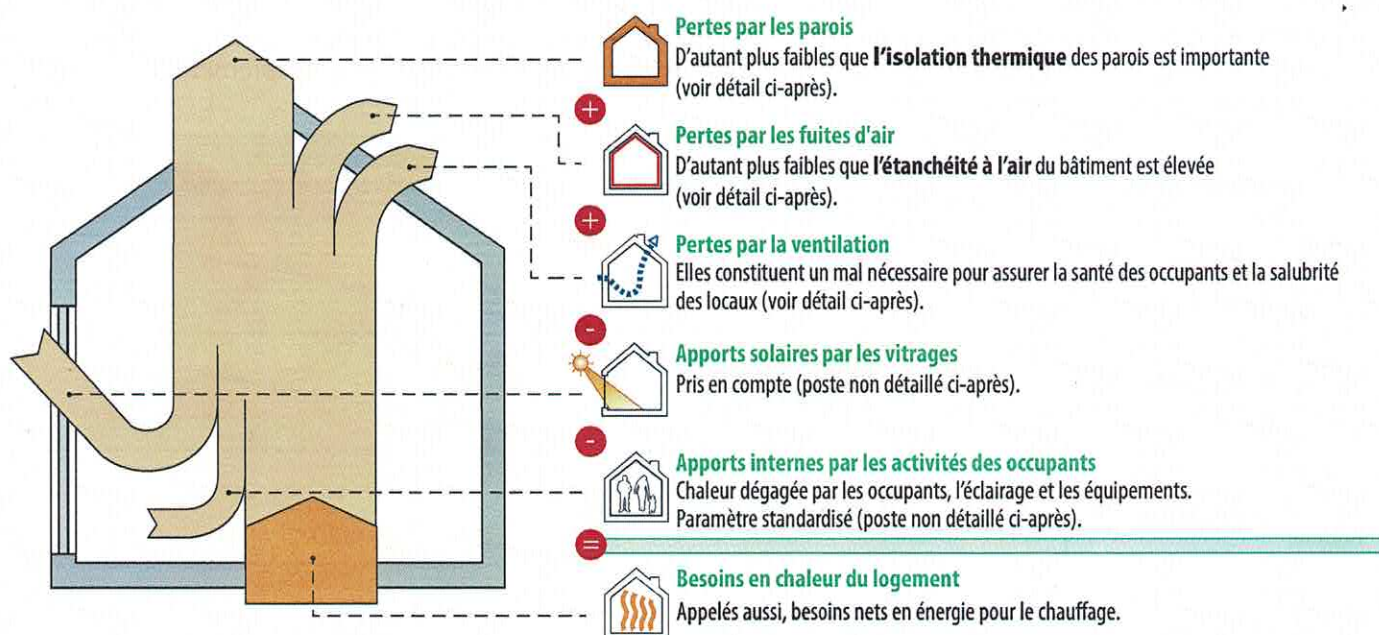 Pertes par les parois
D'autant plus faibles que l'isolation thermique des parois est importante
(voir détail ci-après).
+
Pertes par les fuites d'air
D'autant plus faibles que l'étanchéité à l'air du bâtiment est élevée
(voir détail ci-après).
+
Pertes par la ventilation
Elles constituent un mal nécessaire pour assurer la santé des occupants et la salubrité
des locaux (voir détail ci-après).
-
Apports solaires par les vitrages
Pris en compte (poste non détaillé ci-après).
-
Apports internes par les activités des occupants
Chaleur dégagée par les occupants, l'éclairage et les équipements.
Paramètre standardisé (poste non détaillé ci-après).
=
Besoins en chaleur du logement
Appelés aussi, besoins nets en énergie pour le chauffage.